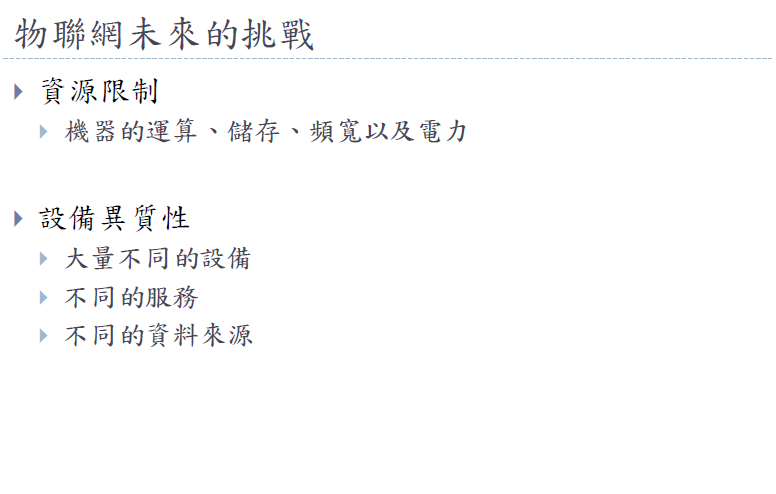 物聯網未來的挑戰
資源限制
機器的運算、儲存、頻寬以及電力
設備異質性
大量不同的設備
不同的服務
不同的資料來源